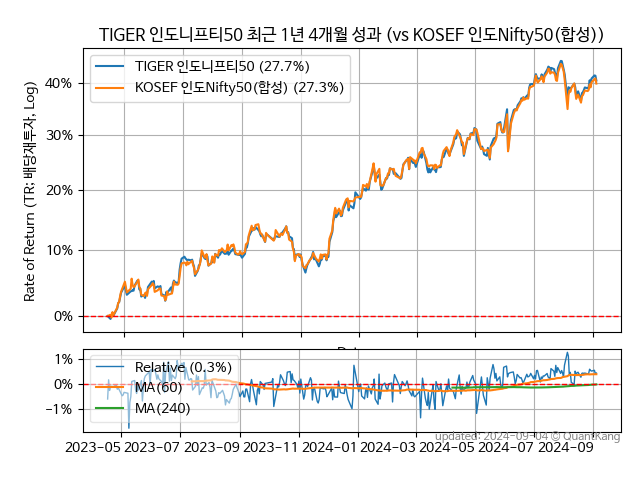 TIGER 인도니프티50 최근 1년 4개월 성과 (vs KOSEF 인도Nifty50(합성))
Rate of Return (TR: 배당재투자, Log)
TIGER 인도니프티50 (27.7%)
KOSEF 인도Nifty50(합성) (27.3%)
40%
30%
20%
10%
0%
1%
0%
−1%
Relative (0.3%)
MA(60)
MA(240)
2023-05 2023-07 2023-09 2023-11 2024-01 2024-03 2024-05 2024-07 2024-09
updated: 2024-09-04 © QuantKang